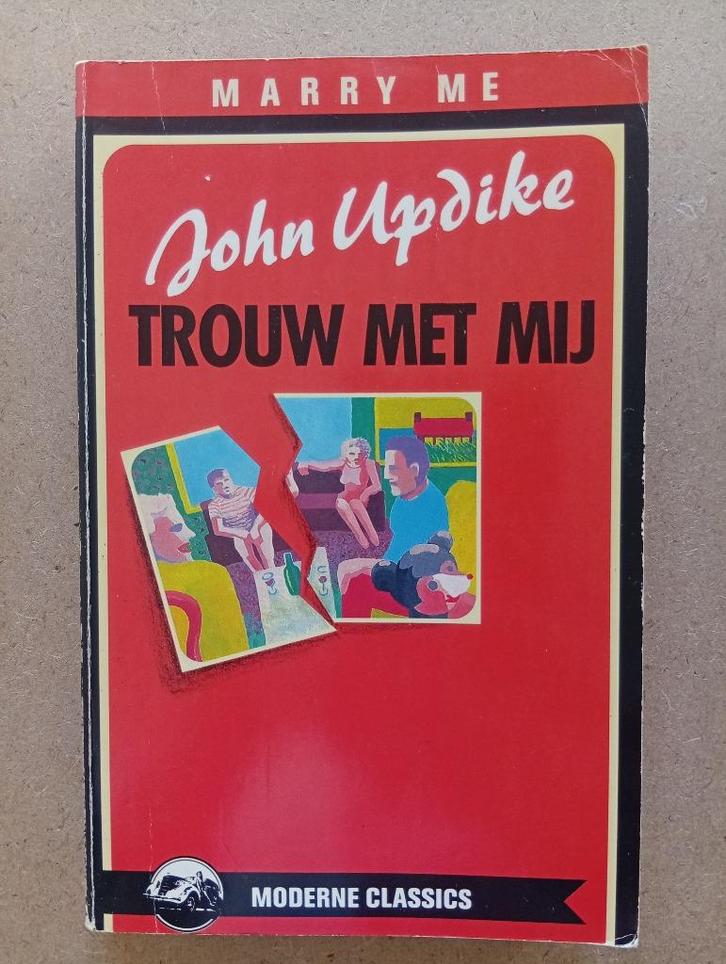 MARRY ME
John Updike
TROUW MET MIJ
MODERNE CLASSICS